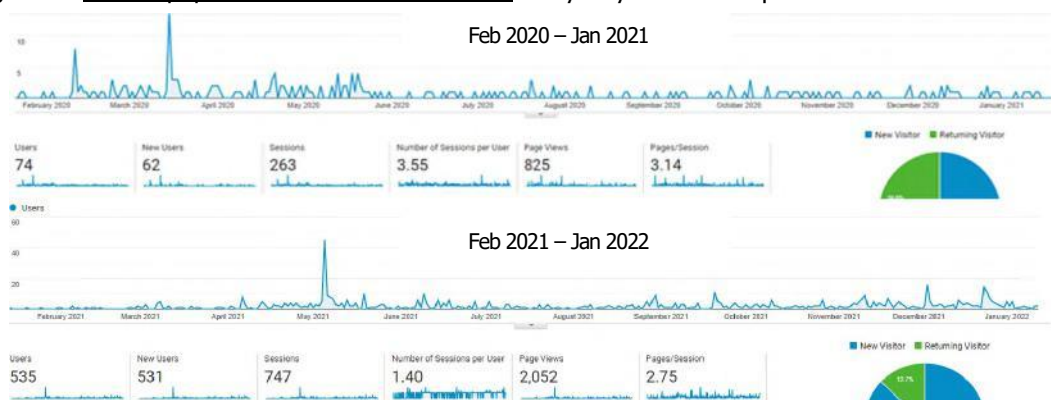 Feb 2020 – Jan 2021
10
5
February 2020 March 2020 April 2020 May 2020 June 2020 July 2020 August 2020 September 2020 October 2020 November 2020 December 2020 January 2021
New Visitor Returning Visitor
Users New Users Sessions Number of Sessions per User Page Views Pages/Session
74 62 263 3.55 825 3.14
Users
60
Feb 2021 – Jan 2022
40
20
February 2021 March 2021 April 2021 May 2021 June 2021 July 2021 August 2021 September 2021 October 2021 November 2021 December 2021 January 2022
New Visitor Returning Visitor
Users New Users Sessions Number of Sessions per User Page Views Pages/Session
535 531 747 1.40 2,052 2.75